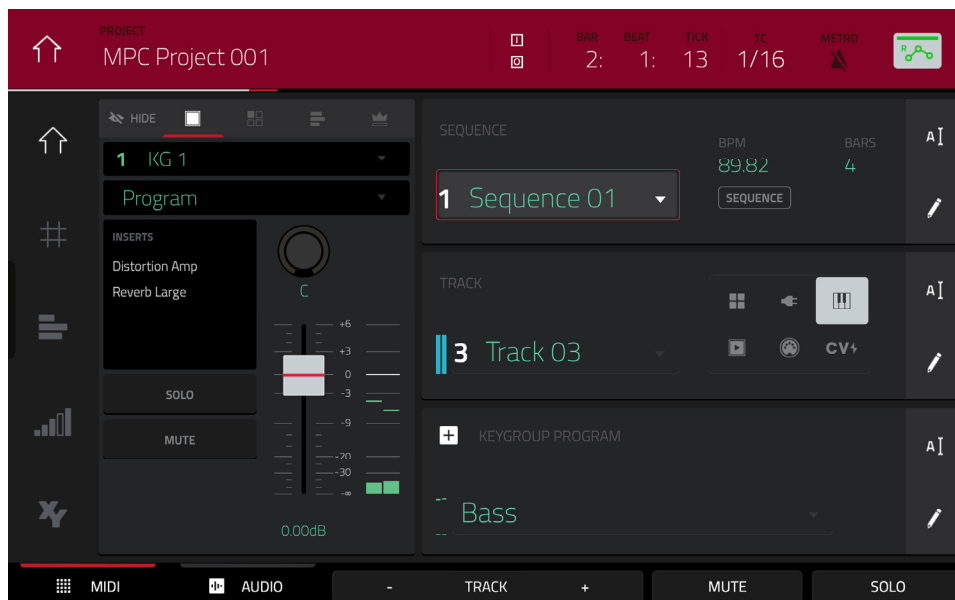 PROJECT
MPC Project 001
BAR BEAT TICK TC METRO
2: 1: 13 1/16
R
HIDE
1 KG 1
Program
INSERTS
Distortion Amp
Reverb Large
C
+6
+3
0
-3
-9
-20
-30
-∞
SOLO
MUTE
0.00dB
SEQUENCE
1 Sequence 01
BPM
89.82
BARS
4
SEQUENCE
A
TRACK
3 Track 03
CV
A
KEYGROUP PROGRAM
Bass
A
XY
MIDI AUDIO - TRACK + MUTE SOLO